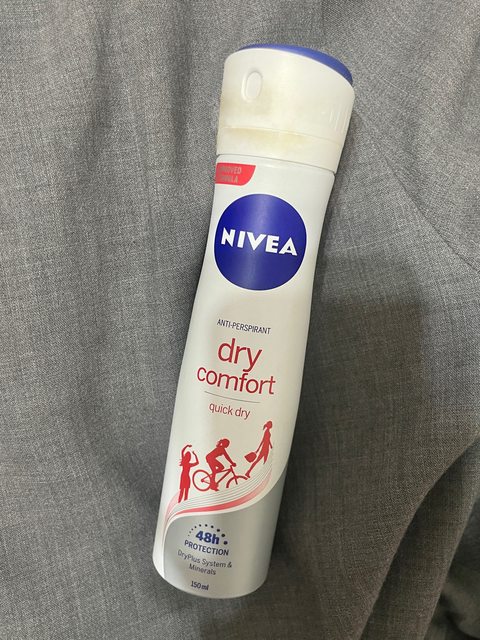 NIVEA
ANTI-PERSPIRANT
dry
comfort
quick dry
48h
PROTECTION
DryPlus System &
Minerals
150ml